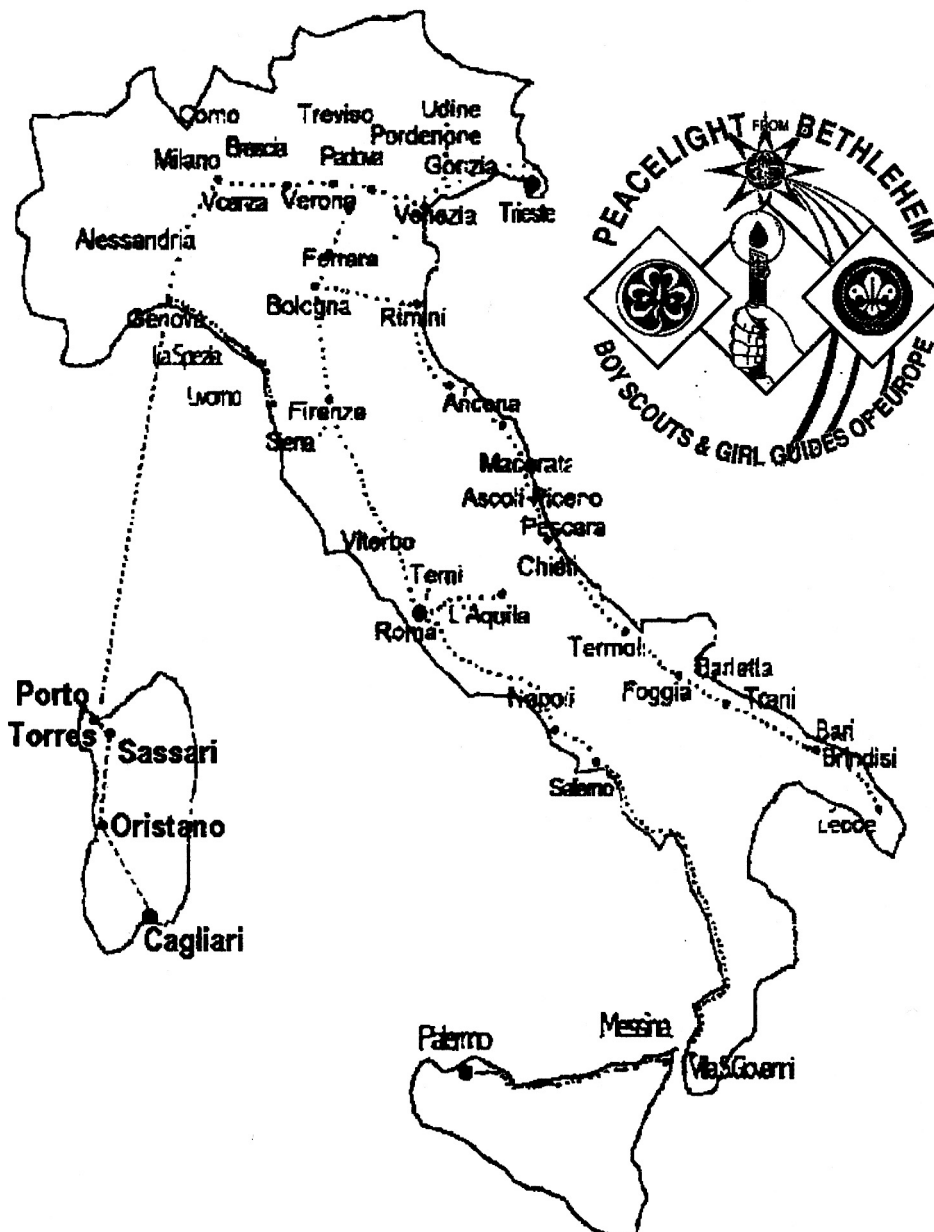 PEACELIGHT FROM BETHLEHEM
BOY SCOUTS & GIRL GUIDES OF EUROPE
Como
Treviso
Udine
Brescia
Padova
Pordenone
Milano
Gorizia
Vicenza
Verona
Venezia
Trieste
Alessandria
Ferrara
Genova
Bologna
Rimini
La Spezia
Livorno
Firenze
Ancona
Siena
Macerata
Ascoli Piceno
Pescara
Viterbo
Chieti
Terni
L'Aquila
Roma
Termoli
Barletta
Foggia
Trani
Napoli
Porto
Torres
Sassari
Bari
Brindisi
Salerno
Lecce
Oristano
Cagliari
Messina
Palermo
Villa S.Giovanni